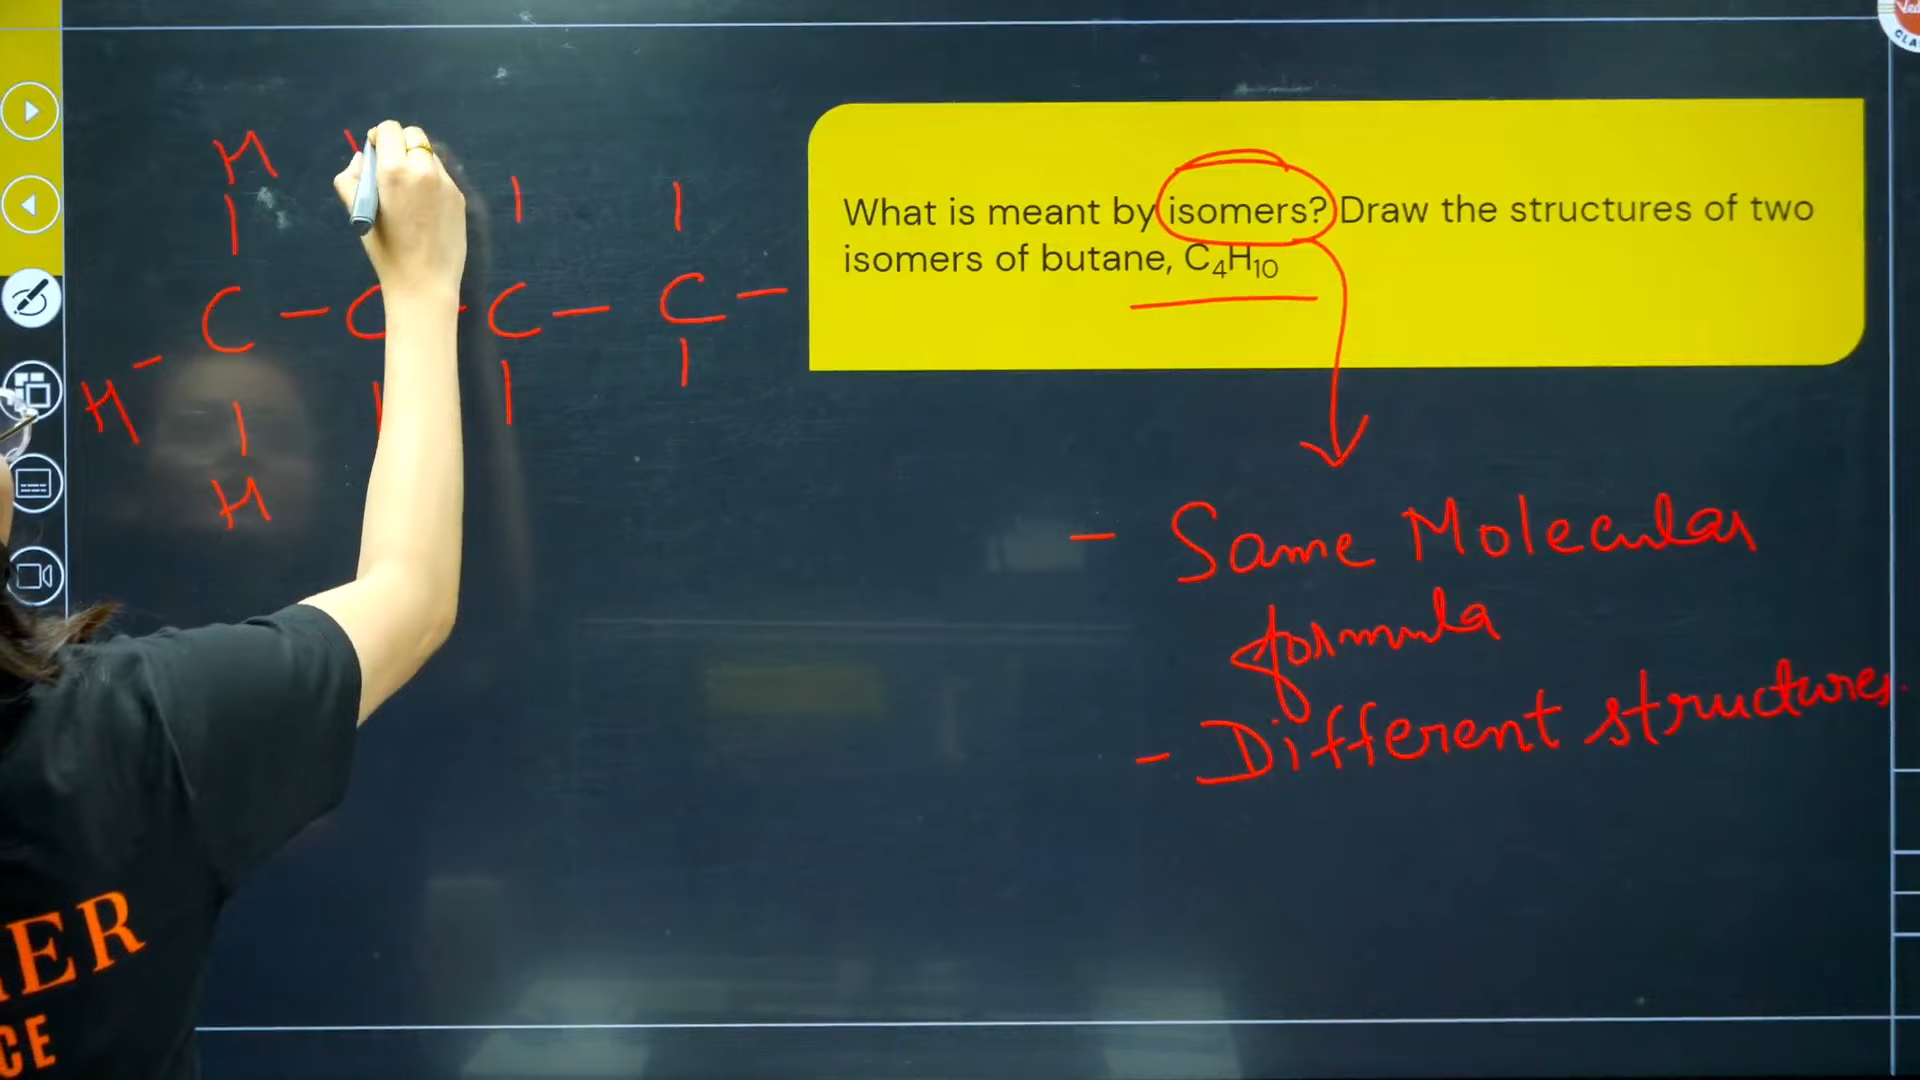 What is meant by isomers? Draw the structures of two
isomers of butane, C₄H₁₀
H
C - C - C - C -
H -
H
- Same Molecular
formula
- Different structures
ER
CE